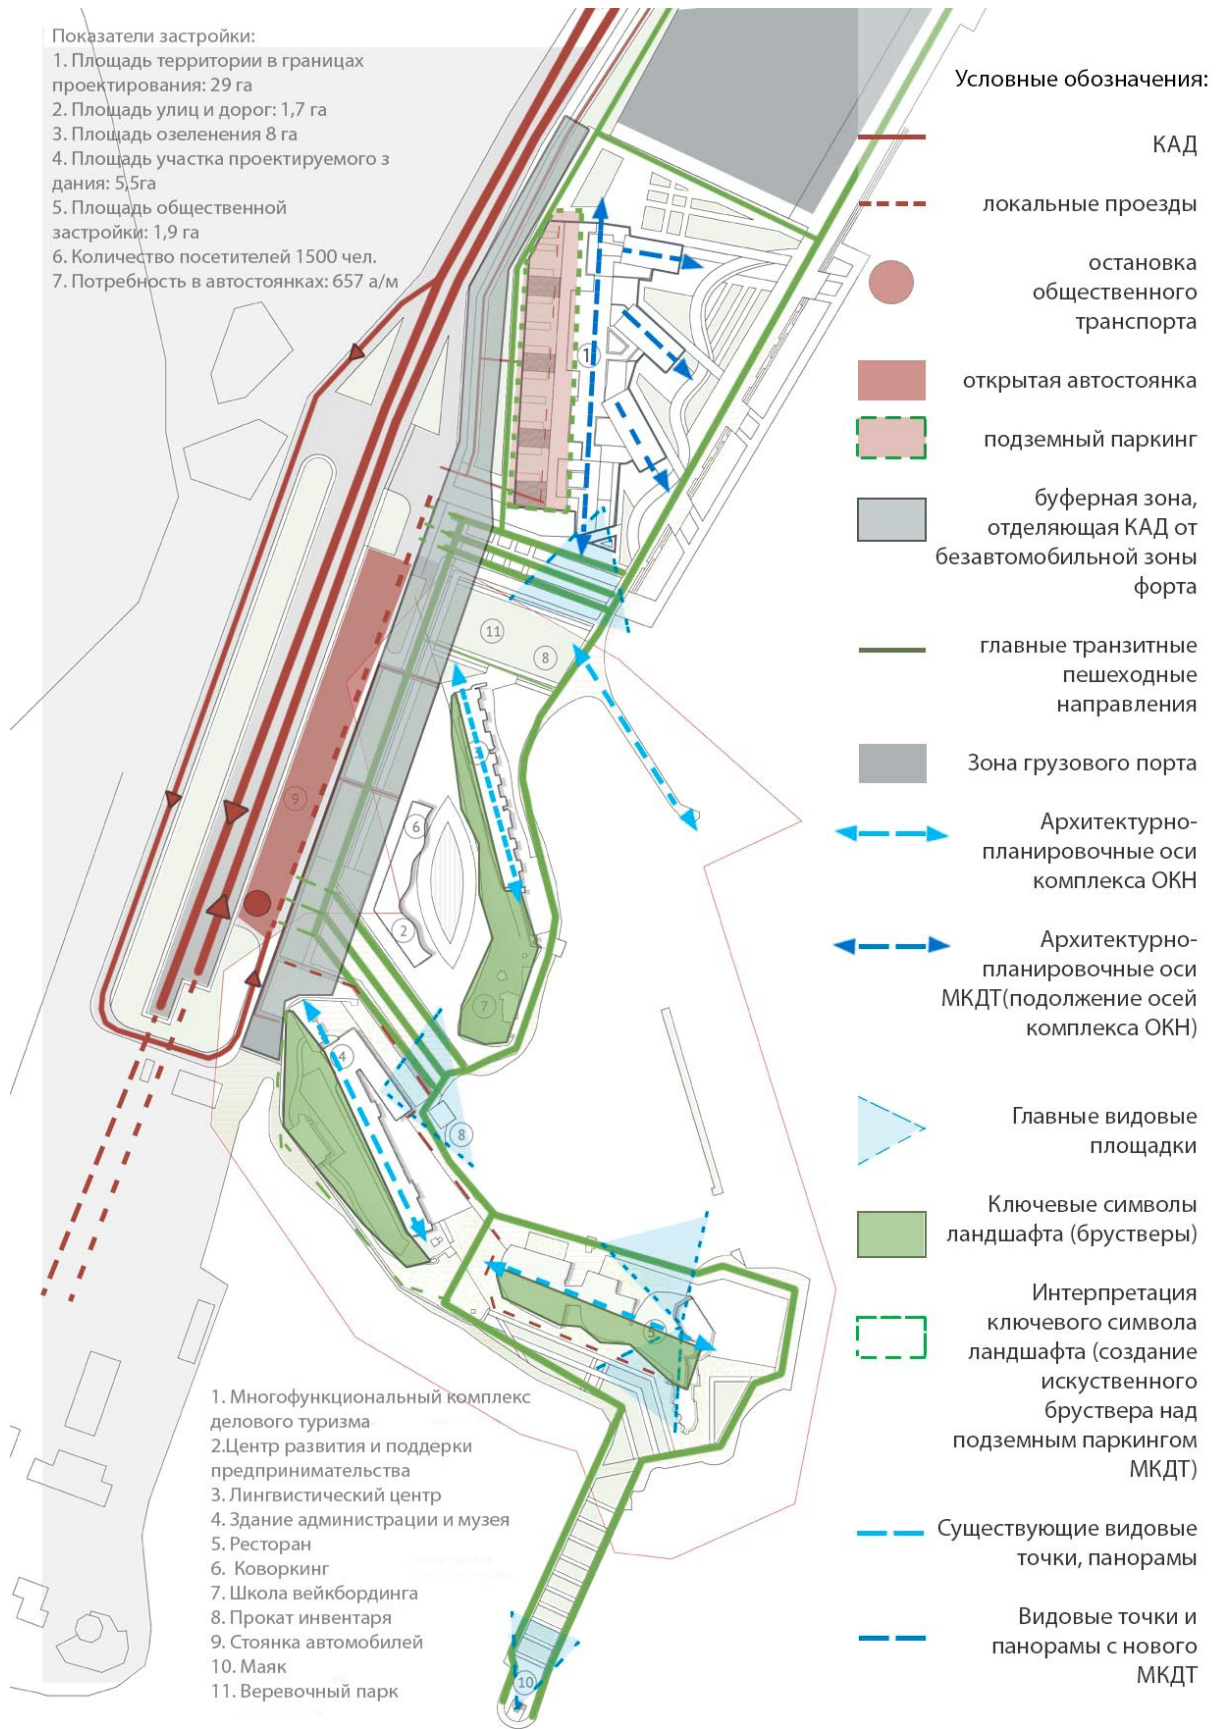 Показатели застройки:
1. Площадь территории в границах
проектирования: 29 га
2. Площадь улиц и дорог: 1,7 га
3. Площадь озеленения 8 га
4. Площадь участка проектируемого з
дания: 5,5га
5. Площадь общественной
застройки: 1,9 га
6. Количество посетителей 1500 чел.
7. Потребность в автостоянках: 657 а/м
Условные обозначения:
КАД
локальные проезды
остановка
общественного
транспорта
открытая автостоянка
подземный паркинг
буферная зона,
отделяющая КАД от
безавтомобильной зоны
форта
главные транзитные
пешеходные
направления
Зона грузового порта
Архитектурно-
планировочные оси
комплекса ОКН
Архитектурно-
планировочные оси
МКДТ(подолжение осей
комплекса ОКН)
Главные видовые
площадки
Ключевые символы
ландшафта (брустверы)
Интерпретация
ключевого символа
ландшафта (создание
искуственного
бруствера над
подземным паркингом
МКДТ)
Существующие видовые
точки, панорамы
Видовые точки и
панорамы с нового
МКДТ
1
11
8
3
9
6
2
7
4
8
5
10
1. Многофункциональный комплекс
делового туризма
2.Центр развития и поддерки
предпринимательства
3. Лингвистический центр
4. Здание администрации и музея
5. Ресторан
6. Коворкинг
7. Школа вейкбординга
8. Прокат инвентаря
9. Стоянка автомобилей
10. Маяк
11. Веревочный парк